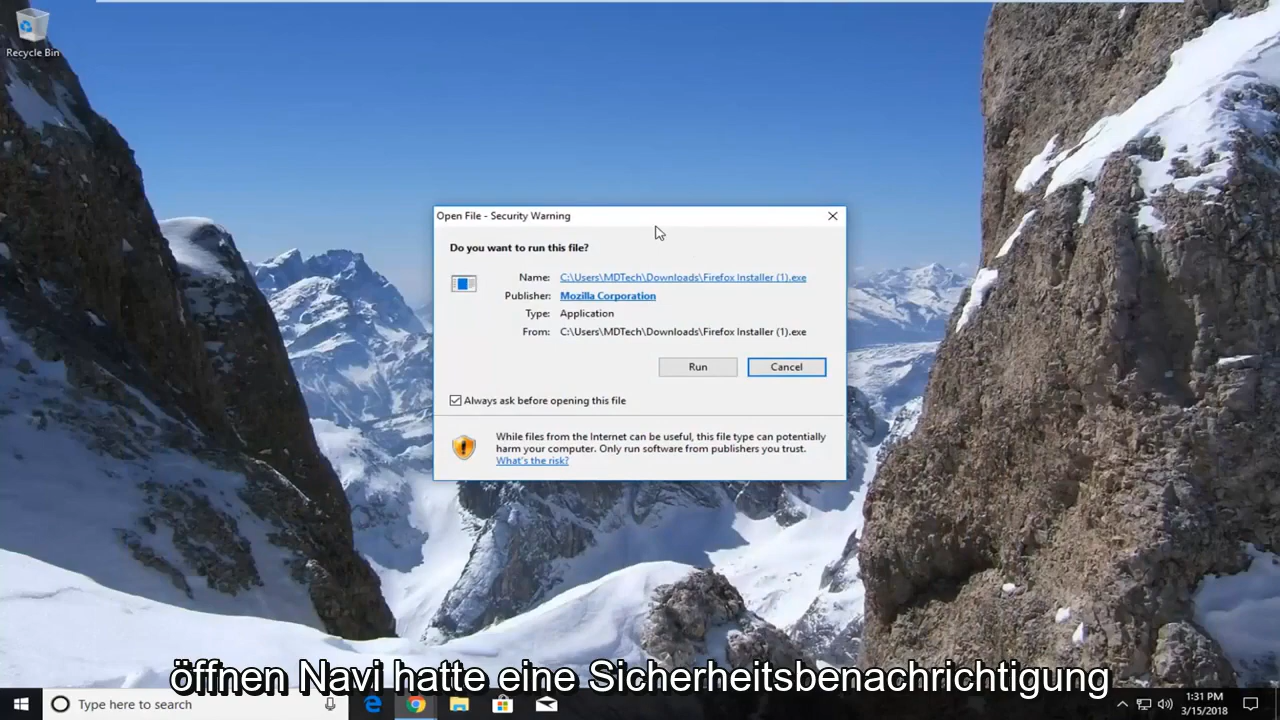 Recycle Bin
Open File - Security Warning
Do you want to run this file?
Name: C:\Users\MDTech\Downloads\Firefox Installer (1).exe
Publisher: Mozilla Corporation
Type: Application
From: C:\Users\MDTech\Downloads\Firefox Installer (1).exe
Run Cancel
Always ask before opening this file
While files from the Internet can be useful, this file type can potentially
harm your computer. Only run software from publishers you trust.
What's the risk?
öffnen Navi hatte eine Sicherheitsbenachrichtigung
Type here to search
1:31 PM
3/15/2018